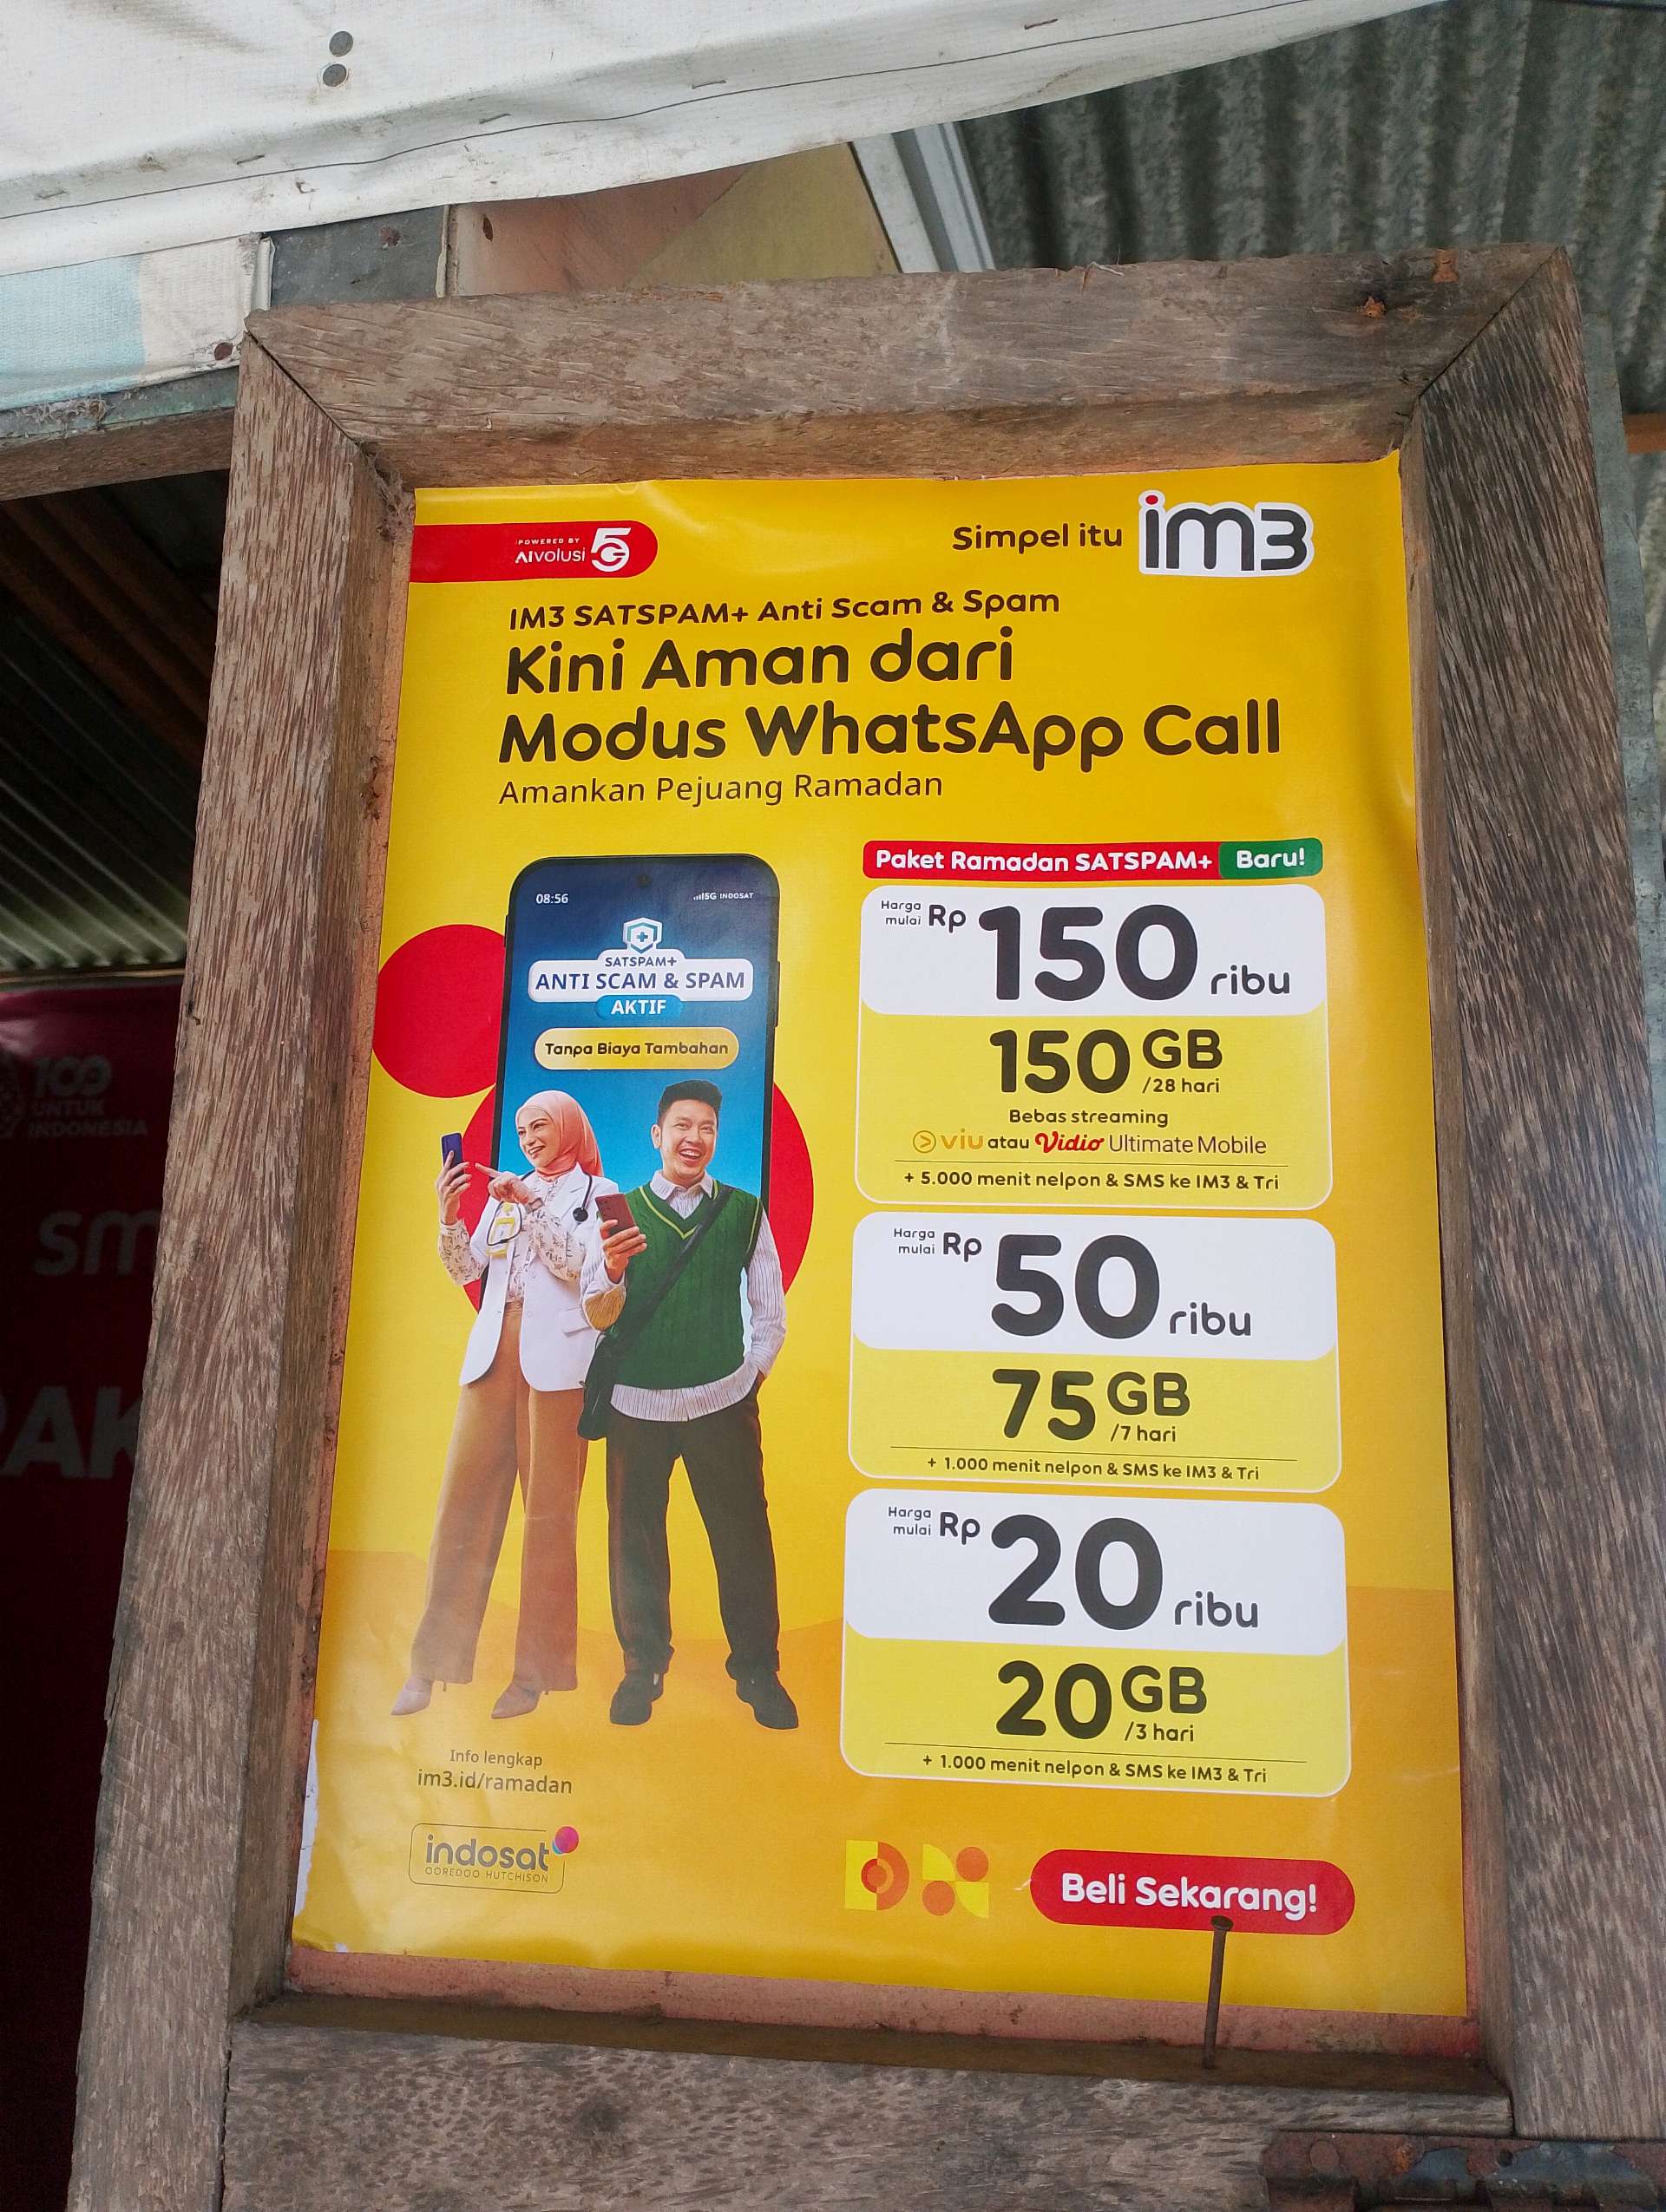 POWERED BY
AIvolusi 5G
Simpel itu im3
IM3 SATSPAM+ Anti Scam & Spam
Kini Aman dari
Modus WhatsApp Call
Amankan Pejuang Ramadan
08:56
5G INDOSAT
SATSPAM+
ANTI SCAM & SPAM
AKTIF
Tanpa Biaya Tambahan
Paket Ramadan SATSPAM+ Baru!
Harga mulai Rp 150 ribu
150 GB
/28 hari
Bebas streaming
viu atau Vidio Ultimate Mobile
+ 5.000 menit nelpon & SMS ke IM3 & Tri
Harga mulai Rp 50 ribu
75 GB
/7 hari
+ 1.000 menit nelpon & SMS ke IM3 & Tri
Harga mulai Rp 20 ribu
20 GB
/3 hari
+ 1.000 menit nelpon & SMS ke IM3 & Tri
Info lengkap
im3.id/ramadan
indosat
OOREDOO HUTCHISON
Beli Sekarang!
100
UNTUK
INDONESIA